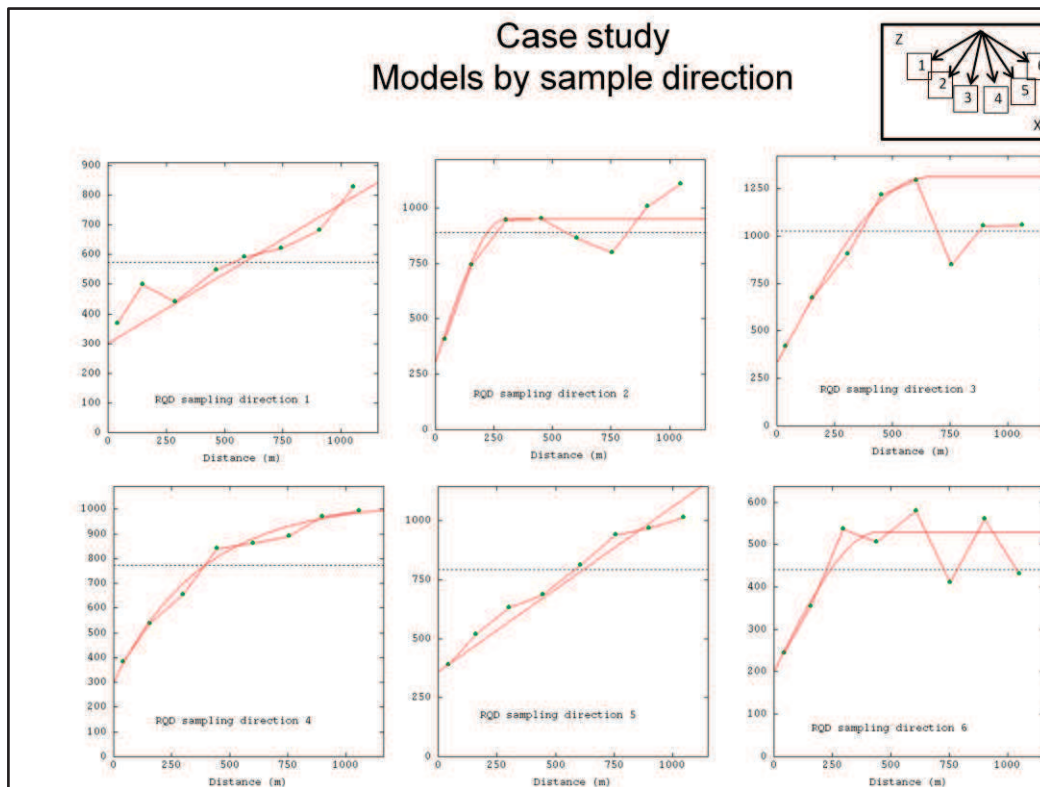 Case study
Models by sample direction
Z
1
2
3
4
5
6
X
900
800
700
600
500
400
300
200
100
0
RQD sampling direction 1
0 250 500 750 1000
Distance (m)
1000
750
500
250
0
RQD sampling direction 2
0 250 500 750 1000
Distance (m)
1250
1000
750
500
250
0
RQD sampling direction 3
0 250 500 750 1000
Distance (m)
1000
900
800
700
600
500
400
300
200
100
0
RQD sampling direction 4
0 250 500 750 1000
Distance (m)
1000
750
500
250
0
RQD sampling direction 5
0 250 500 750 1000
Distance (m)
600
500
400
300
200
100
0
RQD sampling direction 6
0 250 500 750 1000
Distance (m)